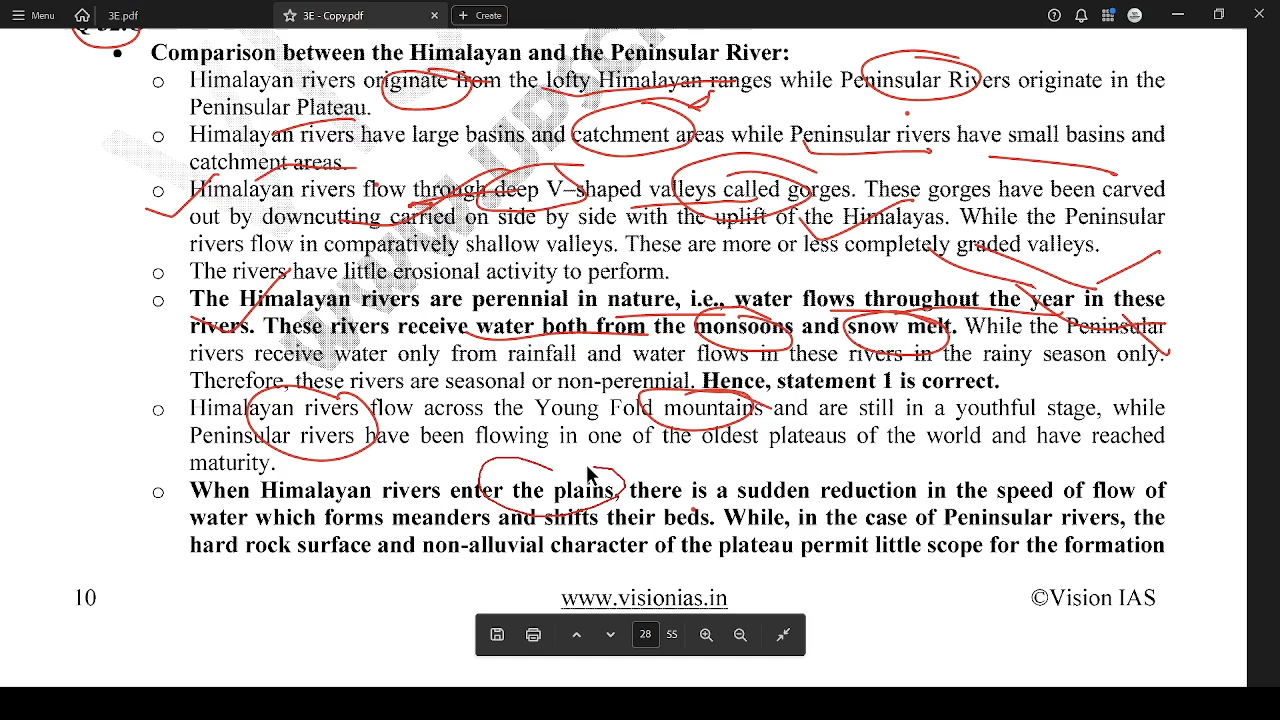 Menu
3E.pdf
3E - Copy.pdf
Create
Comparison between the Himalayan and the Peninsular River:
Himalayan rivers originate from the lofty Himalayan ranges while Peninsular Rivers originate in the
Peninsular Plateau.
Himalayan rivers have large basins and catchment areas while Peninsular rivers have small basins and
catchment areas.
Himalayan rivers flow through deep V–shaped valleys called gorges. These gorges have been carved
out by downcutting carried on side by side with the uplift of the Himalayas. While the Peninsular
rivers flow in comparatively shallow valleys. These are more or less completely graded valleys.
The rivers have little erosional activity to perform.
The Himalayan rivers are perennial in nature, i.e., water flows throughout the year in these
rivers. These rivers receive water both from the monsoons and snow melt. While the Peninsular
rivers receive water only from rainfall and water flows in these rivers in the rainy season only.
Therefore, these rivers are seasonal or non-perennial. Hence, statement 1 is correct.
Himalayan rivers flow across the Young Fold mountains and are still in a youthful stage, while
Peninsular rivers have been flowing in one of the oldest plateaus of the world and have reached
maturity.
When Himalayan rivers enter the plains, there is a sudden reduction in the speed of flow of
water which forms meanders and shifts their beds. While, in the case of Peninsular rivers, the
hard rock surface and non-alluvial character of the plateau permit little scope for the formation
10 www.visionias.in ©Vision IAS
28 55